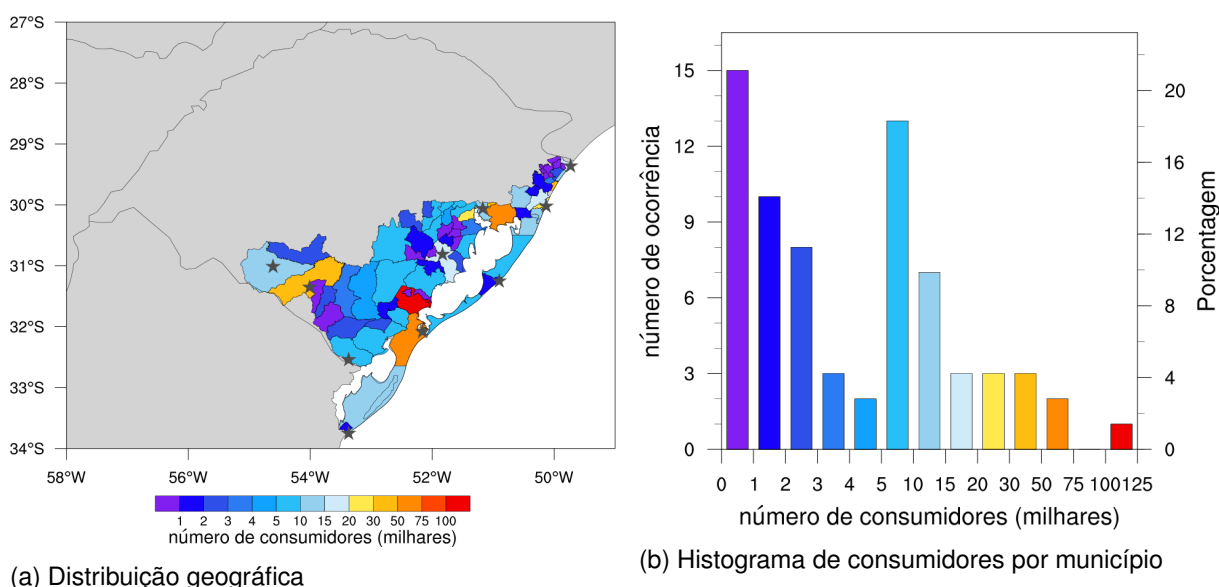 27°S
28°S
29°S
30°S
31°S
32°S
33°S
34°S
58°W 56°W 54°W 52°W 50°W
1 2 3 4 5 10 15 20 30 50 75 100
número de consumidores (milhares)
(a) Distribuição geográfica
número de ocorrência
15
12
9
6
3
0
Porcentagem
20
16
12
8
4
0
0 1 2 3 4 5 10 15 20 30 50 75 100 125
número de consumidores (milhares)
(b) Histograma de consumidores por município